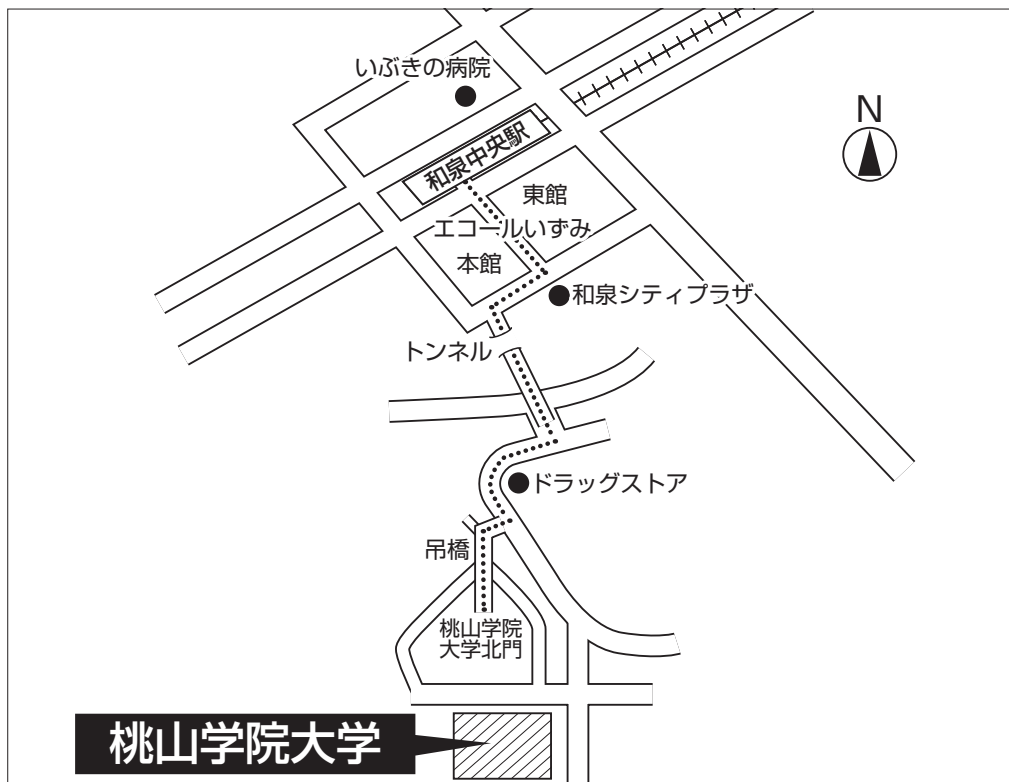 いぶきの病院
N
和泉中央駅
東館
エコールいずみ
本館
和泉シティプラザ
トンネル
ドラッグストア
吊橋
桃山学院
大学北門
桃山学院大学